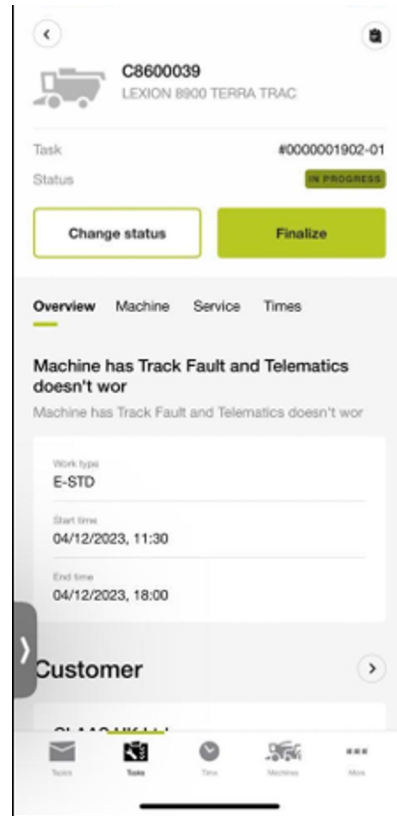 C8600039
LEXION 8900 TERRA TRAC
Task #0000001902-01
Status IN PROGRESS
Change status Finalize
Overview Machine Service Times
Machine has Track Fault and Telematics
doesn't wor
Machine has Track Fault and Telematics doesn't wor
Work type
E-STD
Start time
04/12/2023, 11:30
End time
04/12/2023, 18:00
Customer
CLAAS UK Ltd
Topics Tasks Time Machines More